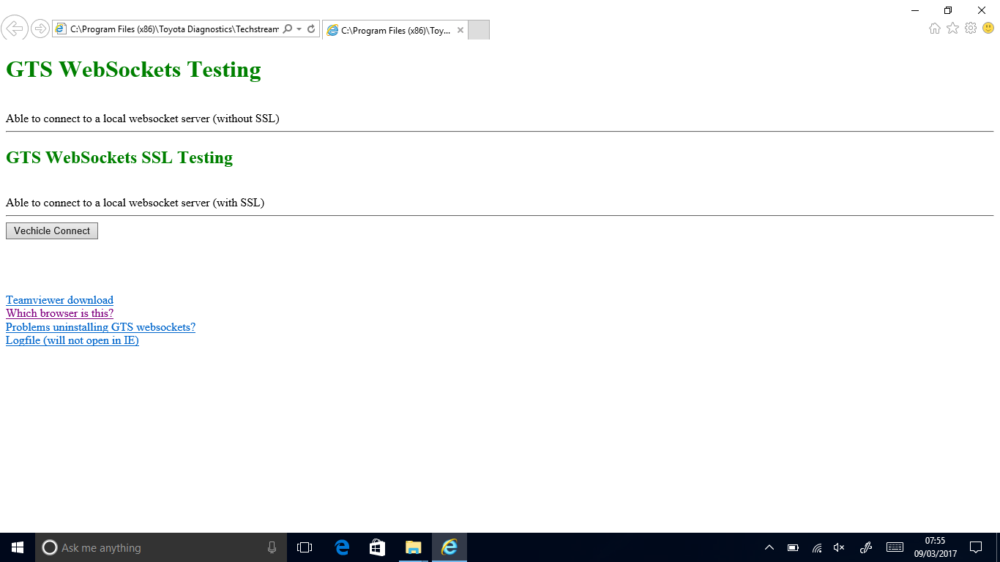 C:\Program Files (x86)\Toyota Diagnostics\Techstream
C:\Program Files (x86)\Toy...
GTS WebSockets Testing
Able to connect to a local websocket server (without SSL)
GTS WebSockets SSL Testing
Able to connect to a local websocket server (with SSL)
Vechicle Connect
Teamviewer download
Which browser is this?
Problems uninstalling GTS websockets?
Logfile (will not open in IE)
Ask me anything
07:55
09/03/2017